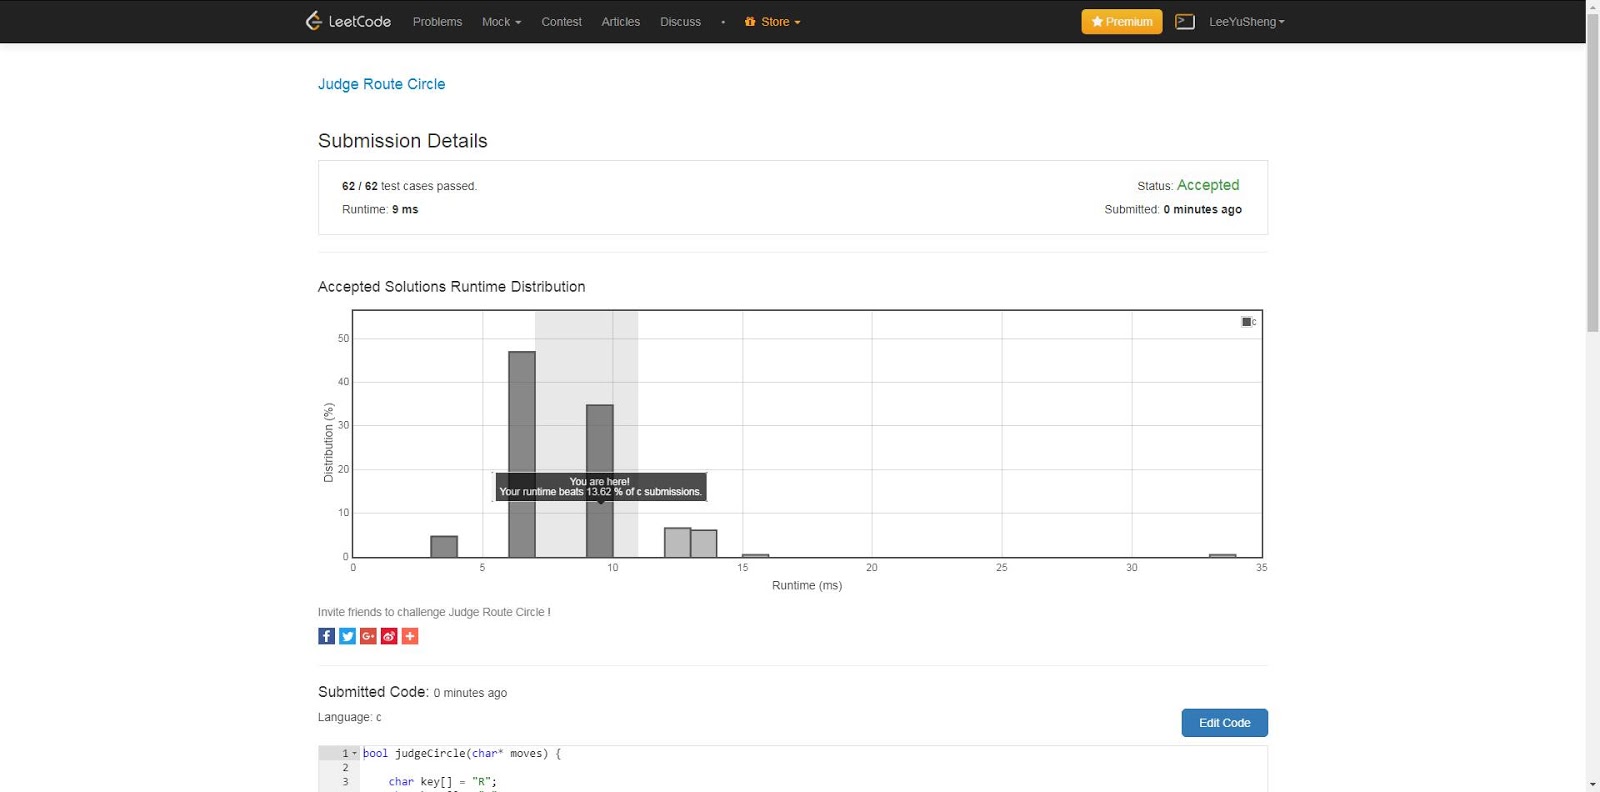 LeetCode Problems Mock Contest Articles Discuss • Store Premium LeeYuSheng
Judge Route Circle
Submission Details
62 / 62 test cases passed. Status: Accepted
Runtime: 9 ms Submitted: 0 minutes ago
Accepted Solutions Runtime Distribution
c
50
40
30
20
10
0
Distribution (%)
You are here!
Your runtime beats 13.62 % of c submissions.
0 5 10 15 20 25 30 35
Runtime (ms)
Invite friends to challenge Judge Route Circle !
Submitted Code: 0 minutes ago
Language: c
Edit Code
1 bool judgeCircle(char* moves) {
2
3 char key[] = "R";